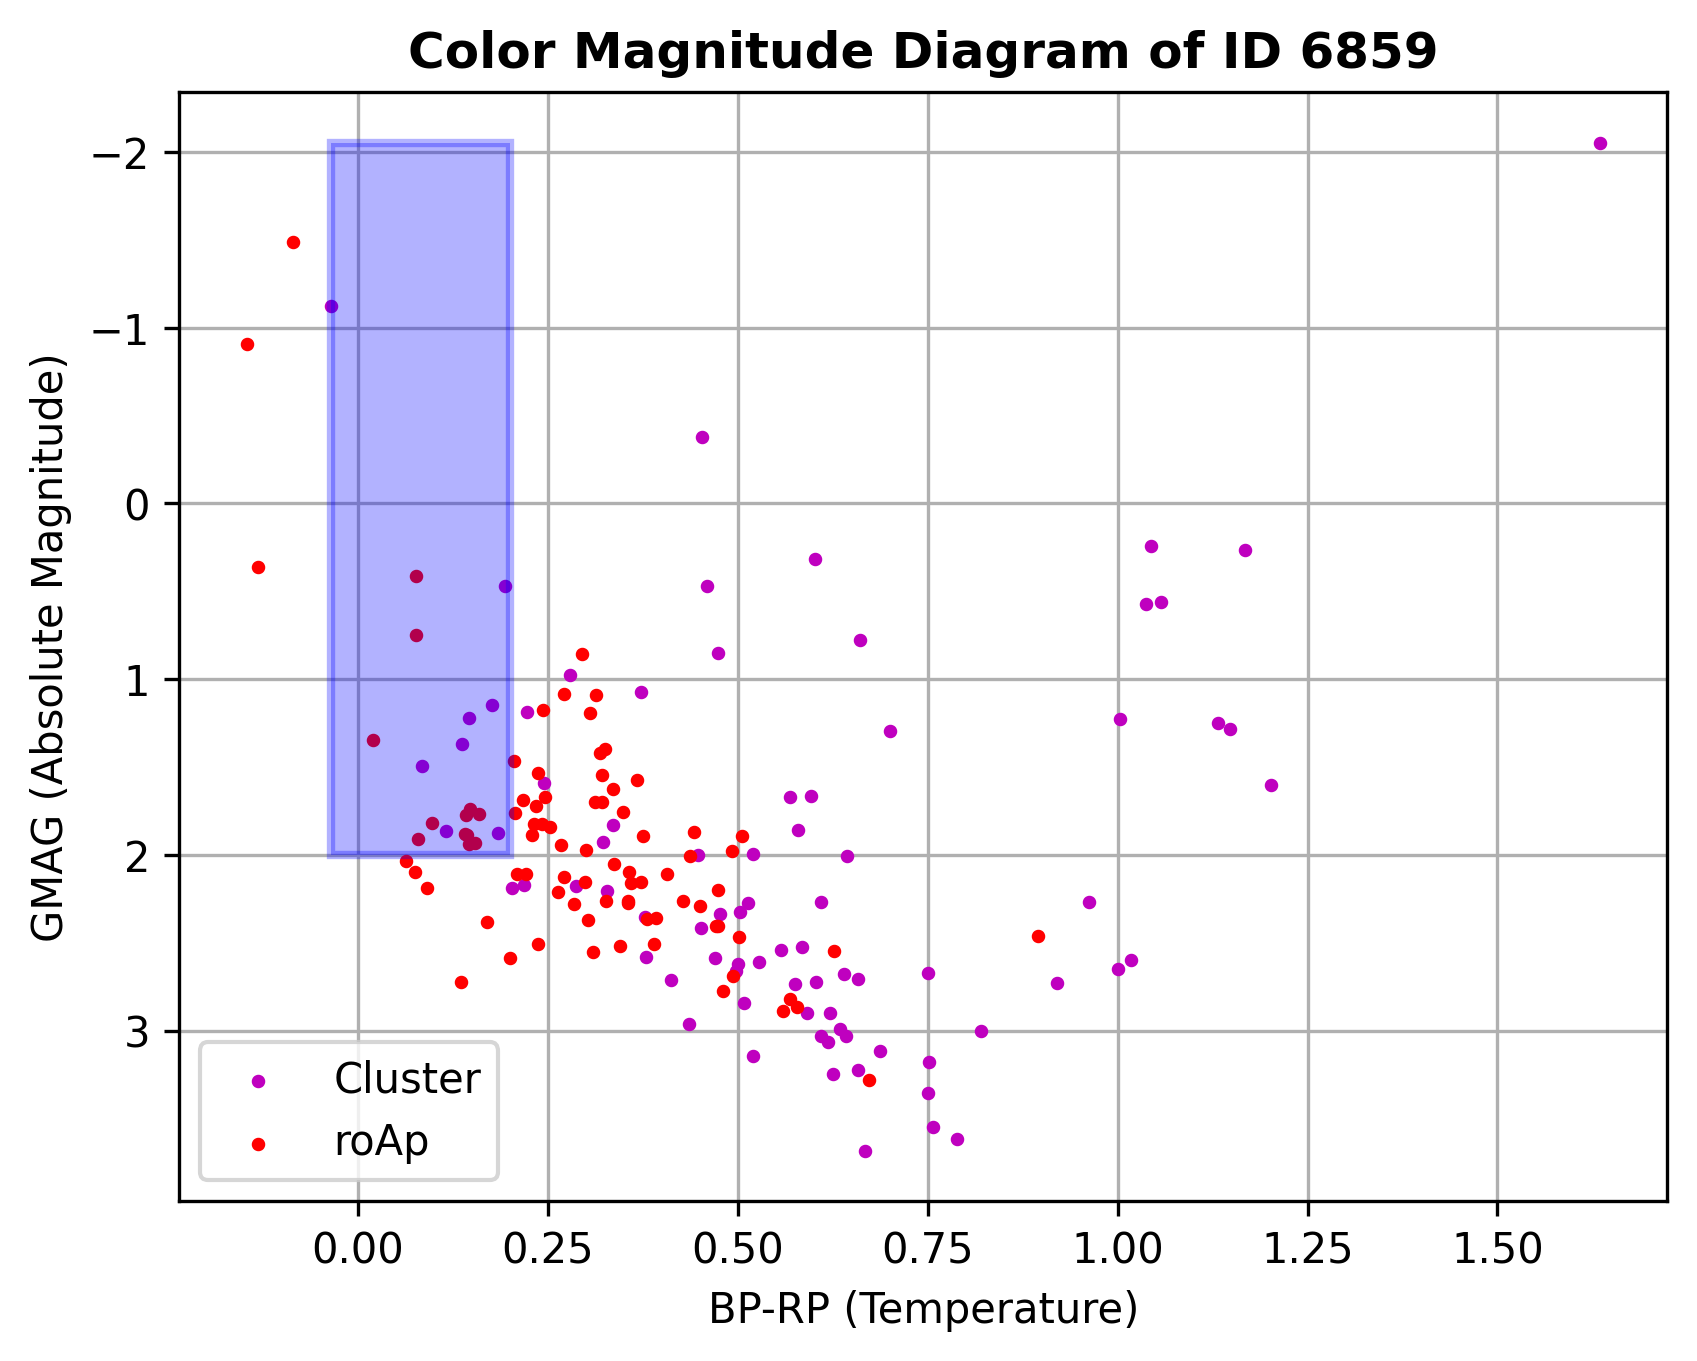 Color Magnitude Diagram of ID 6859
GMAG (Absolute Magnitude)
−2
−1
0
1
2
3
Cluster
roAp
0.00 0.25 0.50 0.75 1.00 1.25 1.50
BP-RP (Temperature)